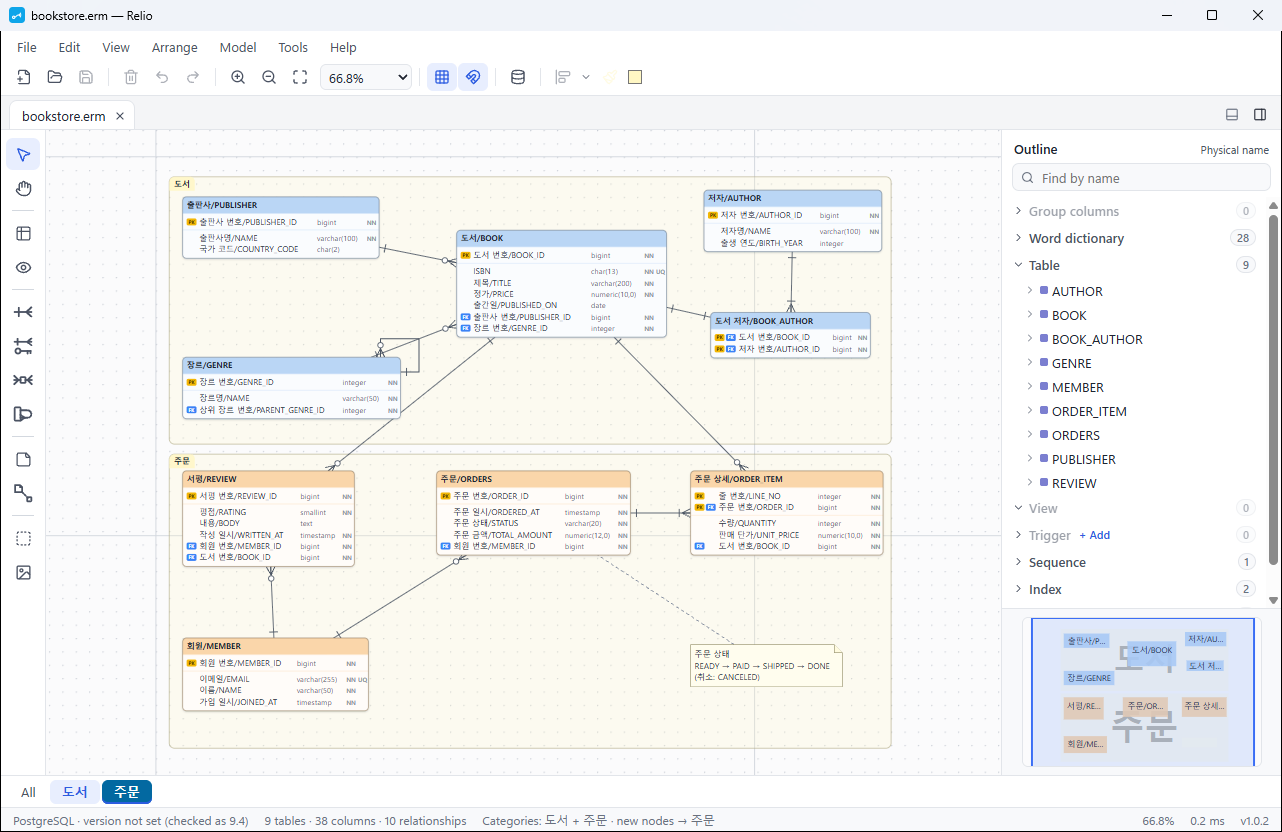 bookstore.erm — Relio
File Edit View Arrange Model Tools Help
66.8%
bookstore.erm
도서
출판사/PUBLISHER
PK 출판사 번호/PUBLISHER_ID bigint NN
출판사명/NAME varchar(100) NN
국가 코드/COUNTRY_CODE char(2)
도서/BOOK
PK 도서 번호/BOOK_ID bigint NN
ISBN char(13) NN UQ
제목/TITLE varchar(200) NN
정가/PRICE numeric(10,0) NN
출간일/PUBLISHED_ON date
FK 출판사 번호/PUBLISHER_ID bigint NN
FK 장르 번호/GENRE_ID integer NN
저자/AUTHOR
PK 저자 번호/AUTHOR_ID bigint NN
저자명/NAME varchar(100) NN
출생 연도/BIRTH_YEAR integer
도서 저자/BOOK AUTHOR
PK FK 도서 번호/BOOK_ID bigint NN
PK FK 저자 번호/AUTHOR_ID bigint NN
장르/GENRE
PK 장르 번호/GENRE_ID integer NN
장르명/NAME varchar(50) NN
FK 상위 장르 번호/PARENT_GENRE_ID integer NN
주문
서평/REVIEW
PK 서평 번호/REVIEW_ID bigint NN
평점/RATING smallint NN
내용/BODY text
작성 일시/WRITTEN_AT timestamp NN
FK 회원 번호/MEMBER_ID bigint NN
FK 도서 번호/BOOK_ID bigint NN
주문/ORDERS
PK 주문 번호/ORDER_ID bigint NN
주문 일시/ORDERED_AT timestamp NN
주문 상태/STATUS varchar(20) NN
주문 금액/TOTAL_AMOUNT numeric(12,0) NN
FK 회원 번호/MEMBER_ID bigint NN
주문 상세/ORDER ITEM
PK 줄 번호/LINE_NO integer NN
PK FK 주문 번호/ORDER_ID bigint NN
수량/QUANTITY integer NN
판매 단가/UNIT_PRICE numeric(10,0) NN
FK 도서 번호/BOOK_ID bigint NN
회원/MEMBER
PK 회원 번호/MEMBER_ID bigint NN
이메일/EMAIL varchar(255) NN UQ
이름/NAME varchar(50) NN
가입 일시/JOINED_AT timestamp NN
주문 상태
READY → PAID → SHIPPED → DONE
(취소: CANCELED)
Outline Physical name
Find by name
Group columns 0
Word dictionary 28
Table 9
AUTHOR
BOOK
BOOK_AUTHOR
GENRE
MEMBER
ORDER_ITEM
ORDERS
PUBLISHER
REVIEW
View 0
Trigger + Add 0
Sequence 1
Index 2
도서
출판사/P...
도서/BOOK
저자/AU...
도서 저...
장르/GENRE
주문
서평/RE...
주문/OR...
주문 상세...
회원/ME...
All 도서 주문
PostgreSQL · version not set (checked as 9.4) 9 tables · 38 columns · 10 relationships Categories: 도서 + 주문 · new nodes → 주문 66.8% 0.2 ms v1.0.2